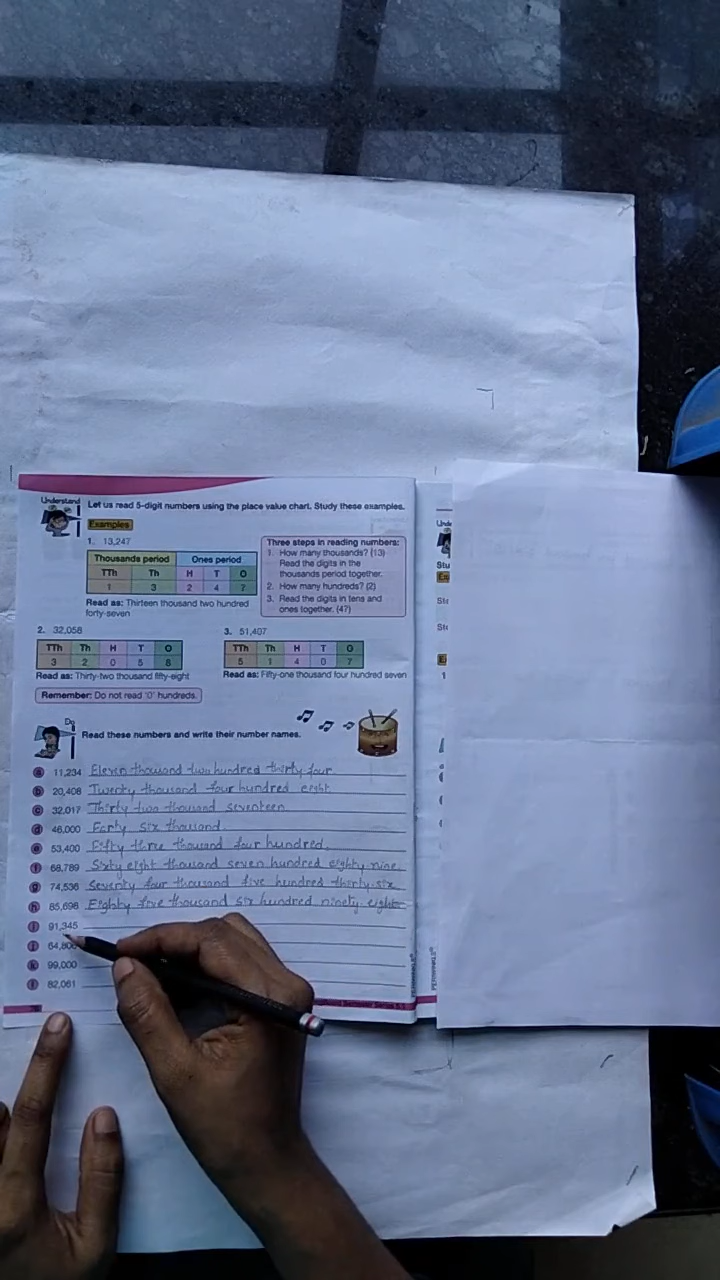 Understand
Let us read 5-digit numbers using the place value chart. Study these examples.
Examples
1. 13,247
Thousands period Ones period
TTh Th H T O
1 3 2 4 7
Read as: Thirteen thousand two hundred
forty-seven
Three steps in reading numbers:
1. How many thousands? (13)
Read the digits in the
thousands period together.
2. How many hundreds? (2)
3. Read the digits in tens and
ones together. (47)
2. 32,058
TTh Th H T O
3 2 0 5 8
Read as: Thirty-two thousand fifty-eight
3. 51,407
TTh Th H T O
5 1 4 0 7
Read as: Fifty-one thousand four hundred seven
Remember: Do not read '0' hundreds.
Do
Read these numbers and write their number names.
a 11,234 Eleven thousand two hundred thirty four
b 20,408 Twenty thousand four hundred eight
c 32,017 Thirty two thousand seventeen
d 46,000 Forty six thousand
e 53,400 Fifty three thousand four hundred
f 68,789 Sixty eight thousand seven hundred eighty-nine
g 74,536 Seventy four thousand five hundred thirty-six
h 85,698 Eighty five thousand six hundred ninety eight
i 91,345
j
k 99,000
l 82,061